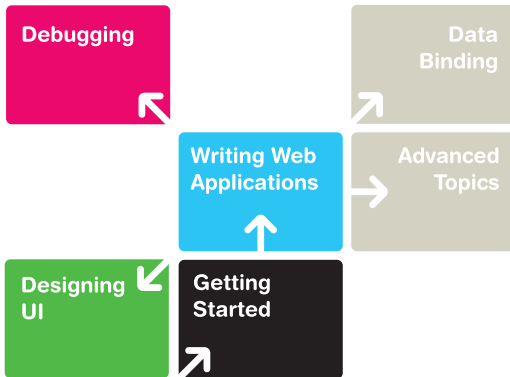 Debugging
Data
Binding
Writing Web
Applications
Advanced
Topics
Designing
UI
Getting
Started